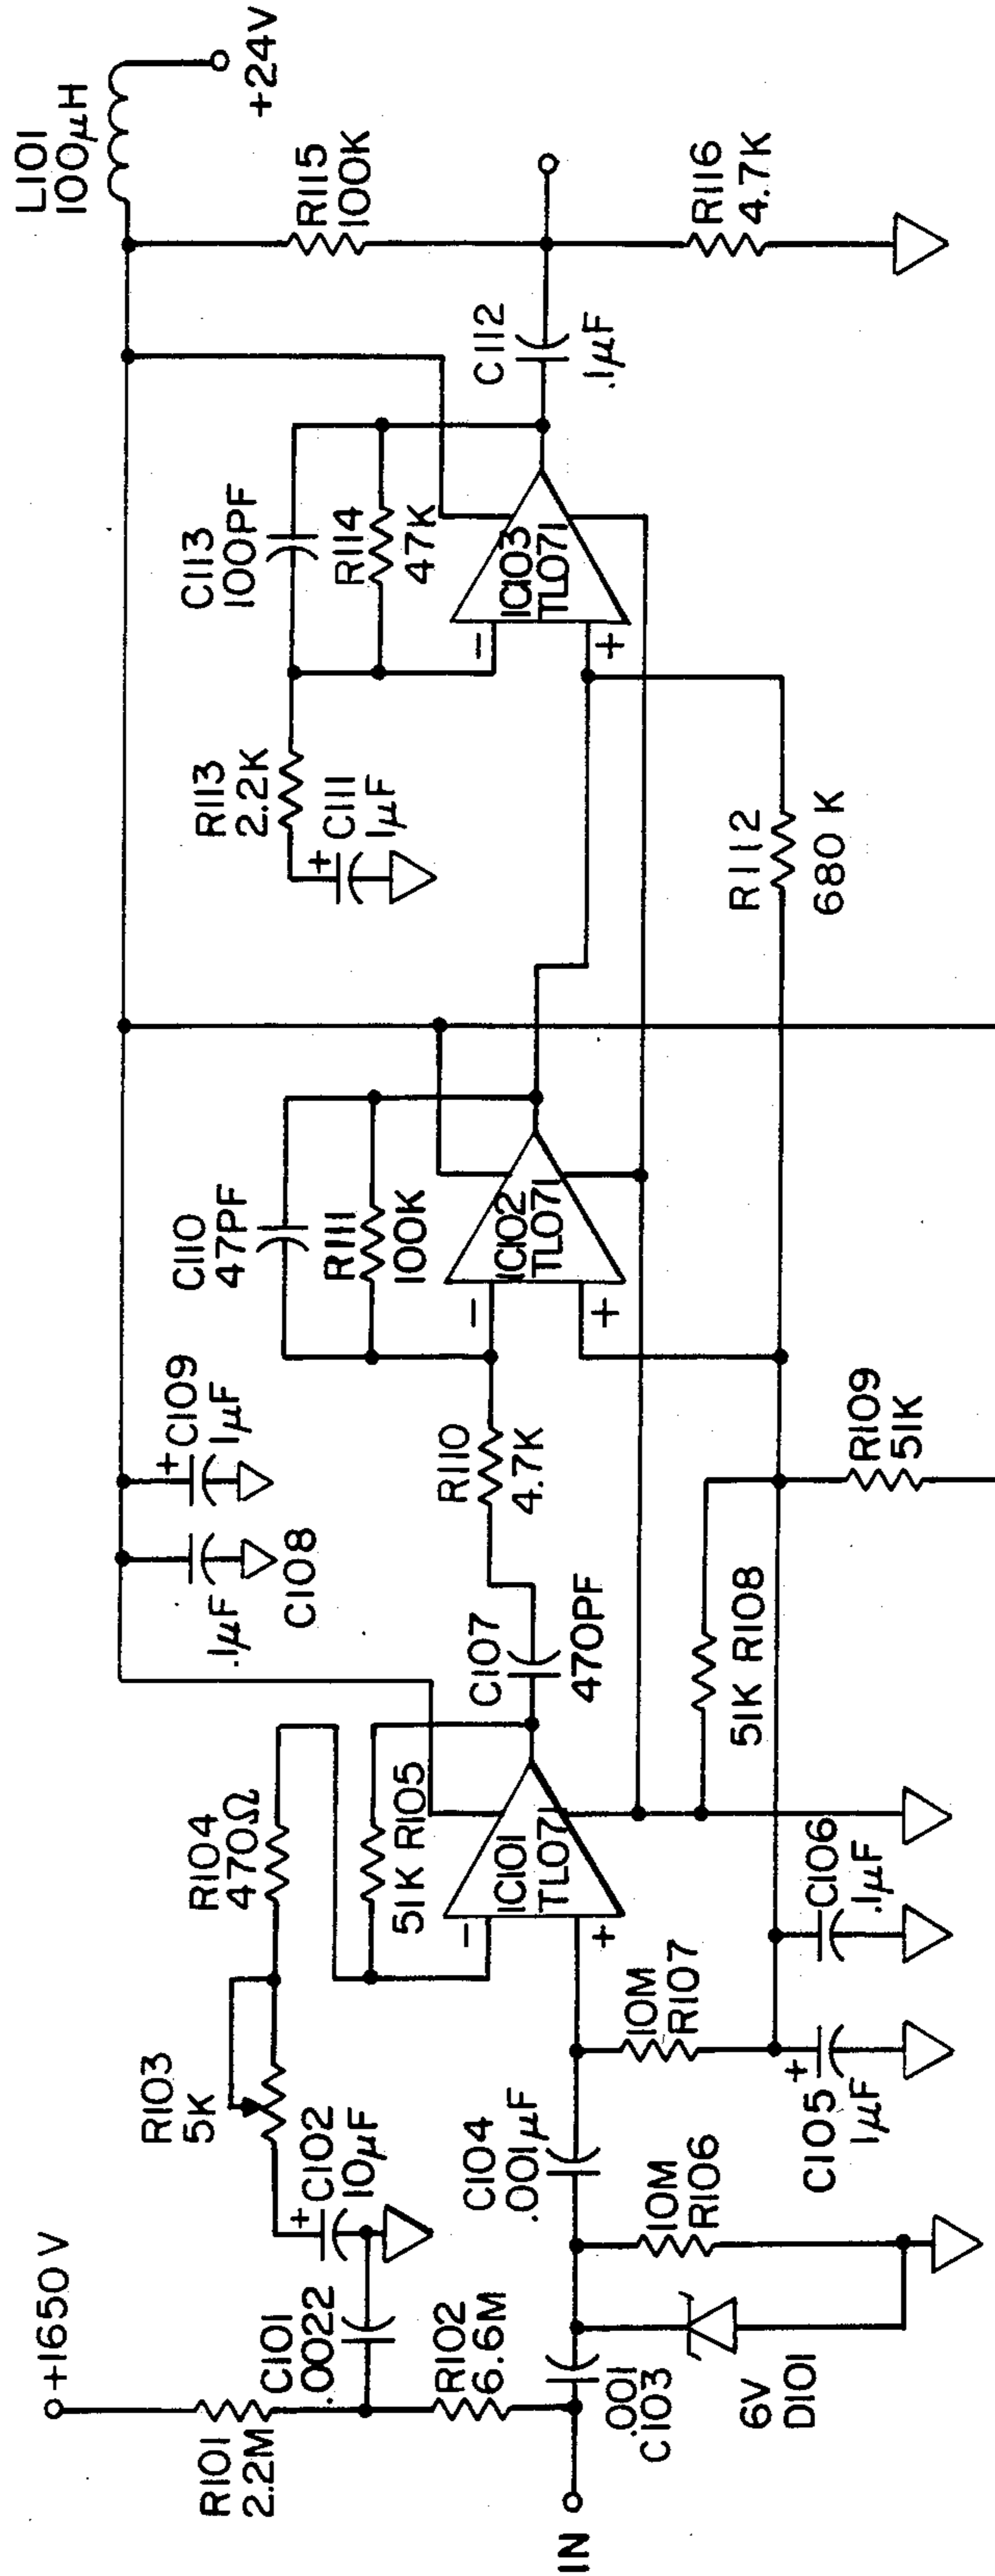 +1650 V
R101
2.2M
C101
.0022
R102
6.6M
IN
.001
C103
6V
D101
10M
R106
C104
.001µF
+
C102
10µF
R103
5K
R104
470Ω
51K R105
-
IC101
TL071
+
10M
R107
+
C105
1µF
C106
.1µF
51K R108
R109
51K
C107
470PF
.1µF
C108
+
C109
1µF
R110
4.7K
C110
47PF
R111
100K
-
IC102
TL071
+
R112
680 K
R113
2.2K
+
C111
1µF
C113
100PF
R114
47K
-
IC103
TL071
+
C112
.1µF
R115
100K
R116
4.7K
L101
100µH
+24V